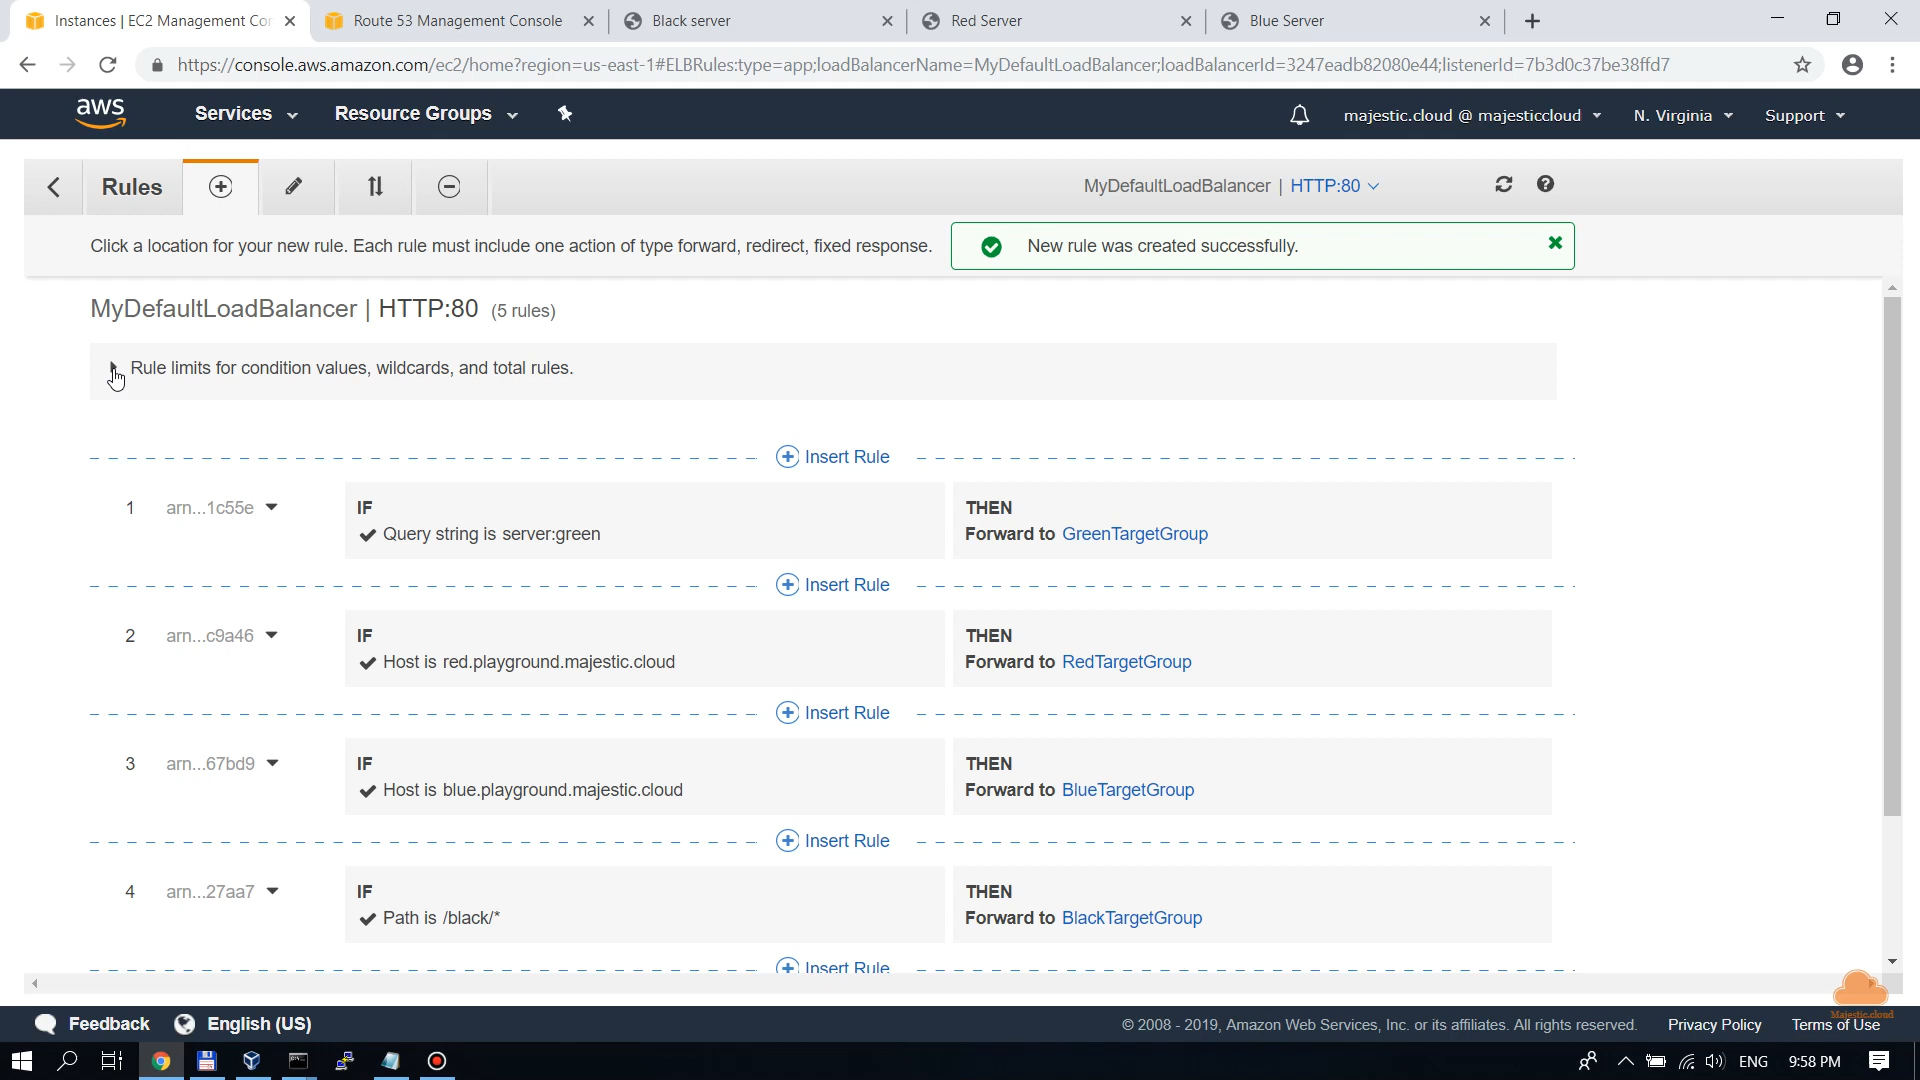 Instances | EC2 Management Con
Route 53 Management Console
Black server
Red Server
Blue Server
https://console.aws.amazon.com/ec2/home?region=us-east-1#ELBRules:type=app;loadBalancerName=MyDefaultLoadBalancer;loadBalancerId=3247eadb82080e44;listenerId=7b3d0c37be38ffd7
aws
Services
Resource Groups
majestic.cloud @ majesticcloud
N. Virginia
Support
Rules
MyDefaultLoadBalancer | HTTP:80
Click a location for your new rule. Each rule must include one action of type forward, redirect, fixed response.
New rule was created successfully.
MyDefaultLoadBalancer | HTTP:80 (5 rules)
Rule limits for condition values, wildcards, and total rules.
Insert Rule
1 arn...1c55e
IF
Query string is server:green
THEN
Forward to GreenTargetGroup
Insert Rule
2 arn...c9a46
IF
Host is red.playground.majestic.cloud
THEN
Forward to RedTargetGroup
Insert Rule
3 arn...67bd9
IF
Host is blue.playground.majestic.cloud
THEN
Forward to BlueTargetGroup
Insert Rule
4 arn...27aa7
IF
Path is /black/*
THEN
Forward to BlackTargetGroup
Insert Rule
Majestic.cloud
Feedback
English (US)
© 2008 - 2019, Amazon Web Services, Inc. or its affiliates. All rights reserved.
Privacy Policy
Terms of Use
ENG
9:58 PM